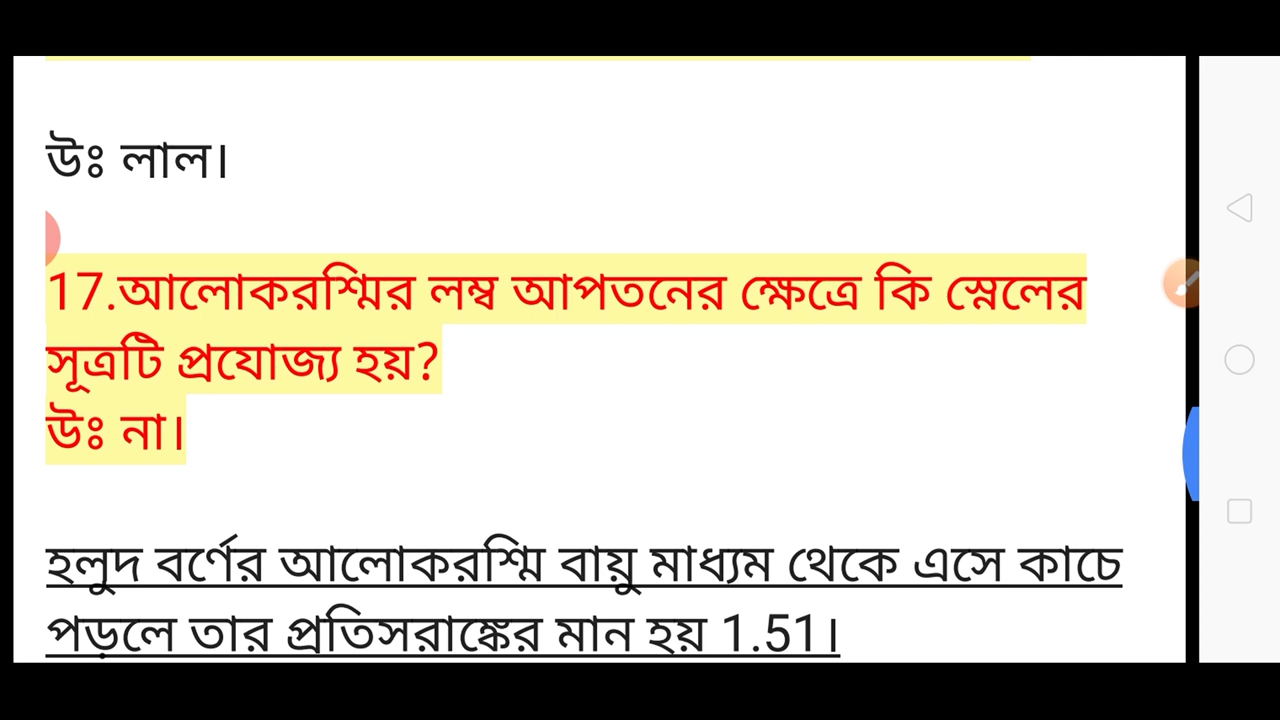 উঃ লাল।
17.আলোকরশ্মির লম্ব আপতনের ক্ষেত্রে কি স্নেলের
সূত্রটি প্রযোজ্য হয়?
উঃ না।
হলুদ বর্ণের আলোকরশ্মি বায়ু মাধ্যম থেকে এসে কাচে
পড়লে তার প্রতিসরাঙ্কের মান হয় 1.51।